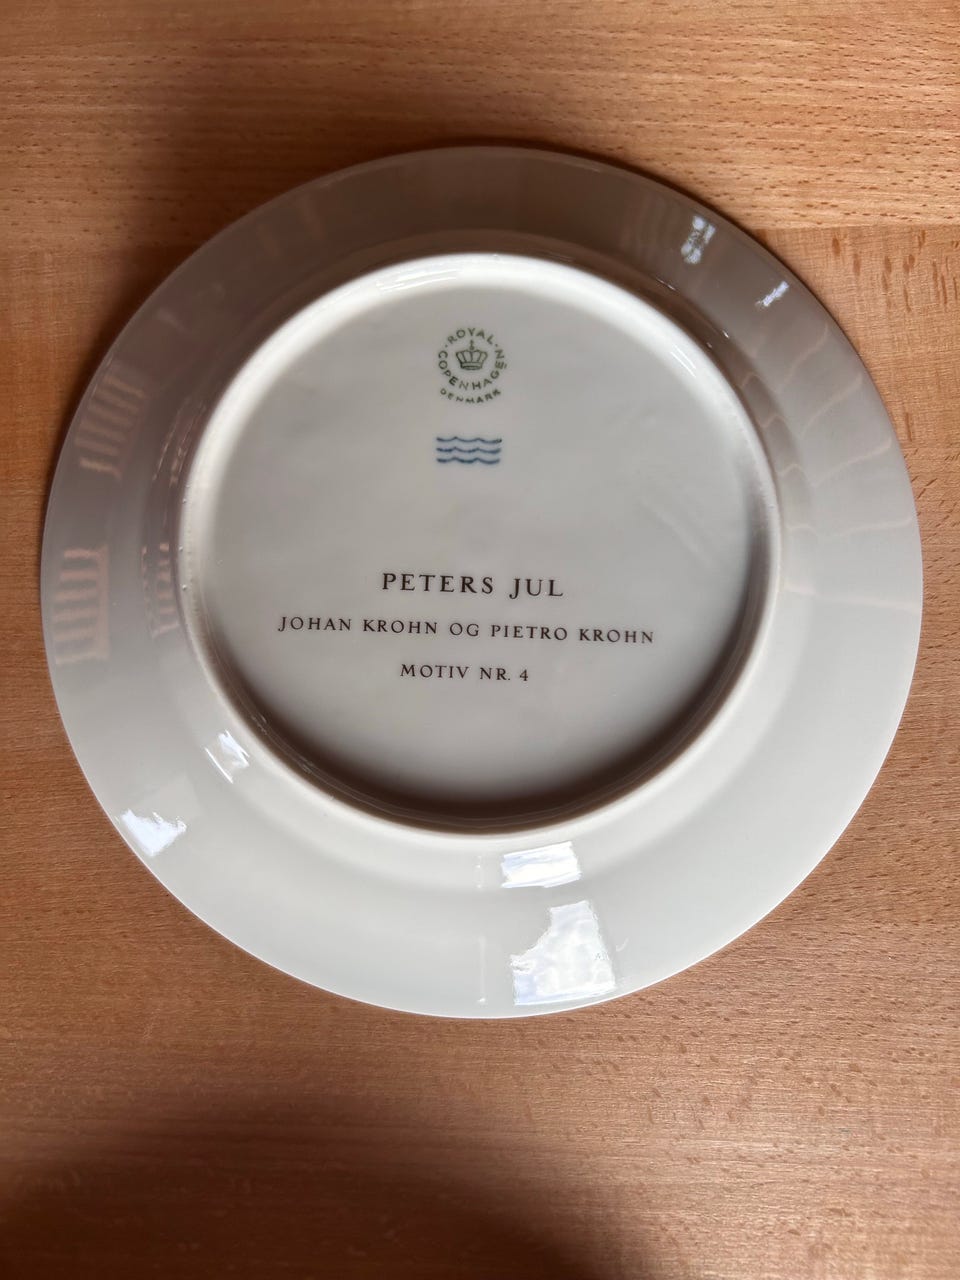 ROYAL
COPENHAGEN
DENMARK
PETERS JUL
JOHAN KROHN OG PIETRO KROHN
MOTIV NR. 4